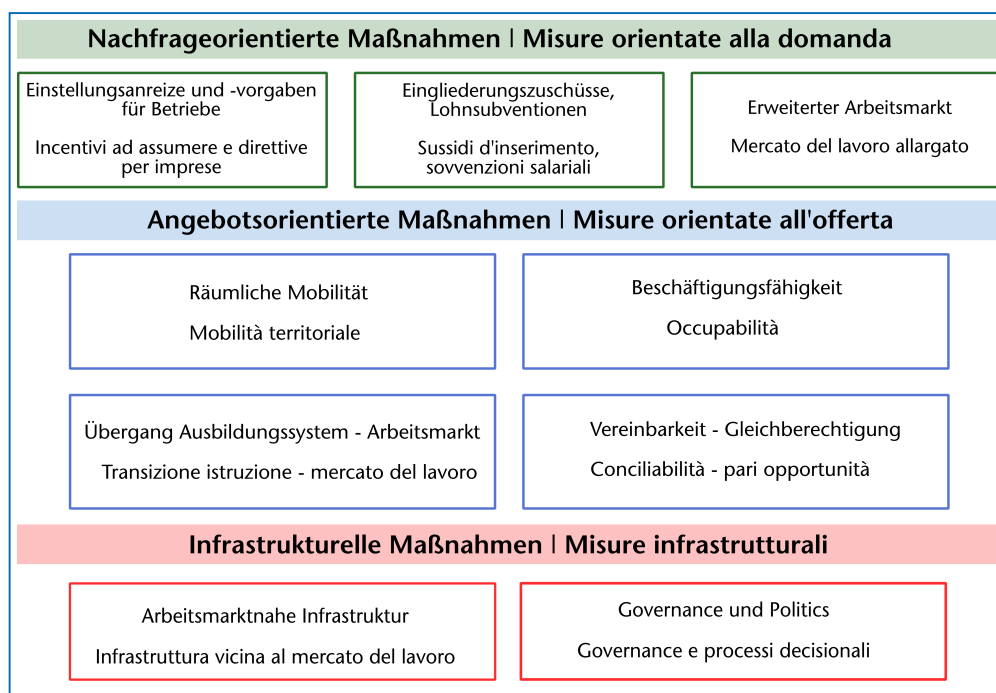 Nachfrageorientierte Maßnahmen | Misure orientate alla domanda
Einstellungsanreize und -vorgaben
für Betriebe
Incentivi ad assumere e direttive
per imprese
Eingliederungszuschüsse,
Lohnsubventionen
Sussidi d'inserimento,
sovvenzioni salariali
Erweiterter Arbeitsmarkt
Mercato del lavoro allargato
Angebotsorientierte Maßnahmen | Misure orientate all'offerta
Räumliche Mobilität
Mobilità territoriale
Beschäftigungsfähigkeit
Occupabilità
Übergang Ausbildungssystem - Arbeitsmarkt
Transizione istruzione - mercato del lavoro
Vereinbarkeit - Gleichberechtigung
Conciliabilità - pari opportunità
Infrastrukturelle Maßnahmen | Misure infrastrutturali
Arbeitsmarktnahe Infrastruktur
Infrastruttura vicina al mercato del lavoro
Governance und Politics
Governance e processi decisionali